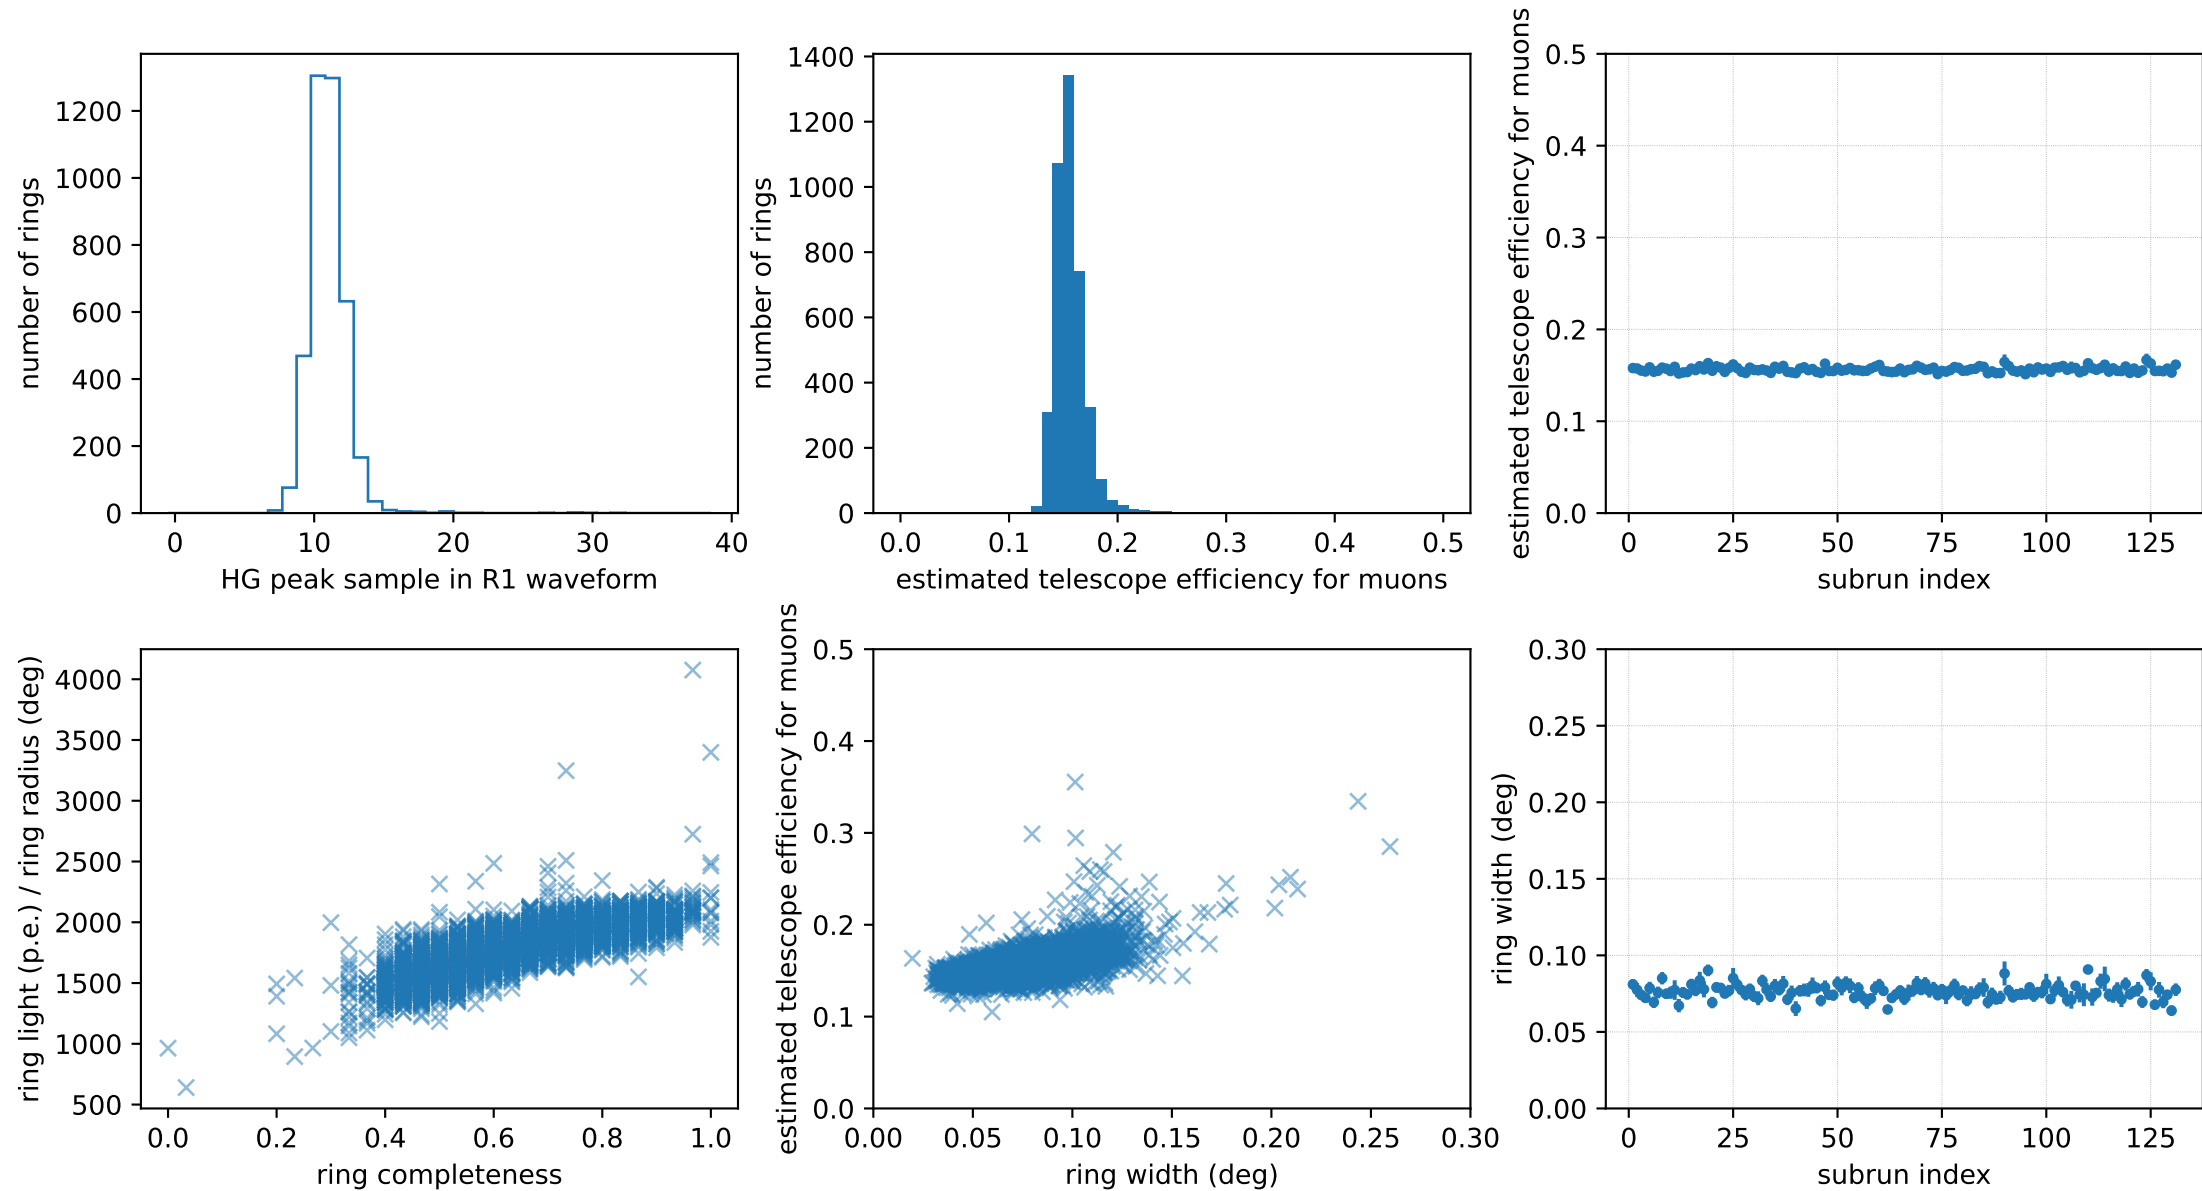 number of rings
1200
1000
800
600
400
200
0
0 10 20 30 40
HG peak sample in R1 waveform
number of rings
1400
1200
1000
800
600
400
200
0
0.0 0.1 0.2 0.3 0.4 0.5
estimated telescope efficiency for muons
estimated telescope efficiency for muons
0.5
0.4
0.3
0.2
0.1
0.0
0 25 50 75 100 125
subrun index
ring light (p.e.) / ring radius (deg)
4000
3500
3000
2500
2000
1500
1000
500
0.0 0.2 0.4 0.6 0.8 1.0
ring completeness
estimated telescope efficiency for muons
0.5
0.4
0.3
0.2
0.1
0.0
0.00 0.05 0.10 0.15 0.20 0.25 0.30
ring width (deg)
ring width (deg)
0.30
0.25
0.20
0.15
0.10
0.05
0.00
0 25 50 75 100 125
subrun index